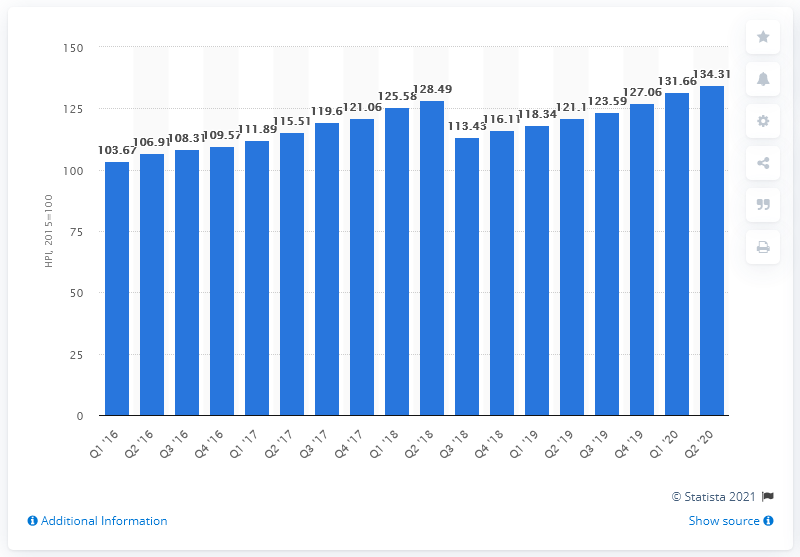 150
125
100
75
50
25
0
HPI, 2015=100
103.67
106.91
108.31
109.57
111.89
115.51
119.6
121.06
125.58
128.49
113.43
116.11
118.34
121.1
123.59
127.06
131.66
134.31
Q1 '16
Q2 '16
Q3 '16
Q4 '16
Q1 '17
Q2 '17
Q3 '17
Q4 '17
Q1 '18
Q2 '18
Q3 '18
Q4 '18
Q1 '19
Q2 '19
Q3 '19
Q4 '19
Q1 '20
Q2 '20
© Statista 2021
Additional Information
Show source